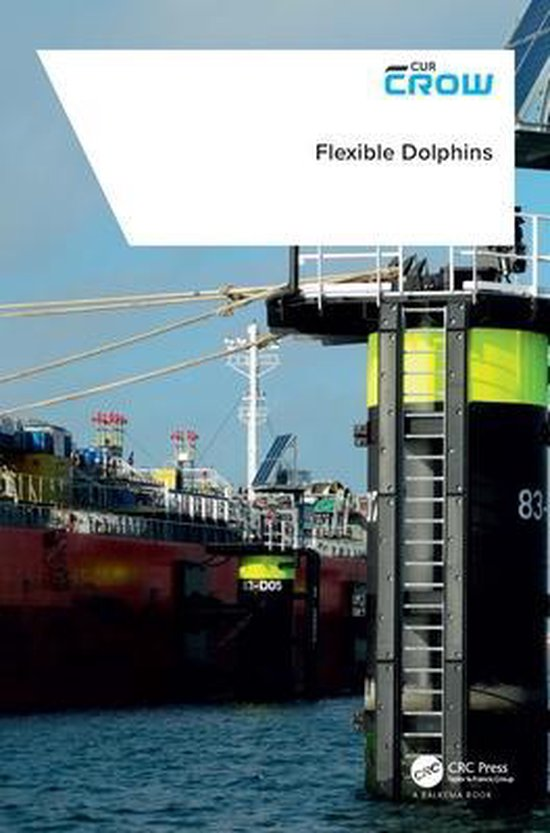 CUR
CROW
Flexible Dolphins
83-
83-D05
CRC Press
Taylor & Francis Group
A BALKEMA BOOK